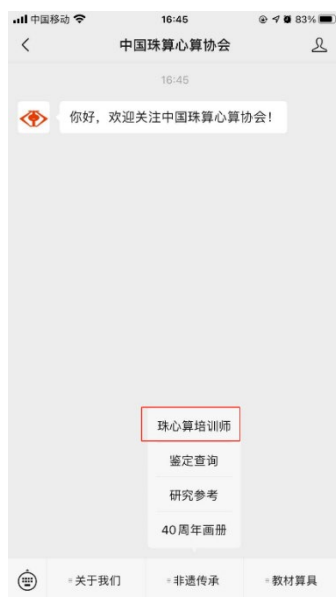 中国移动 16:45 83%
中国珠算心算协会
16:45
你好，欢迎关注中国珠算心算协会！
珠心算培训师
鉴定查询
研究参考
40周年画册
关于我们 非遗传承 教材算具